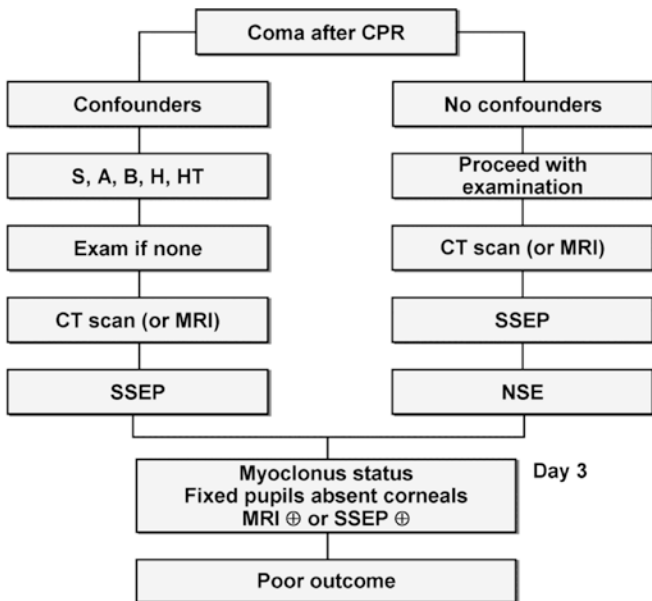 Coma after CPR
Confounders
No confounders
S, A, B, H, HT
Proceed with
examination
Exam if none
CT scan (or MRI)
CT scan (or MRI)
SSEP
SSEP
NSE
Myoclonus status
Fixed pupils absent corneals
MRI ⊕ or SSEP ⊕
Day 3
Poor outcome